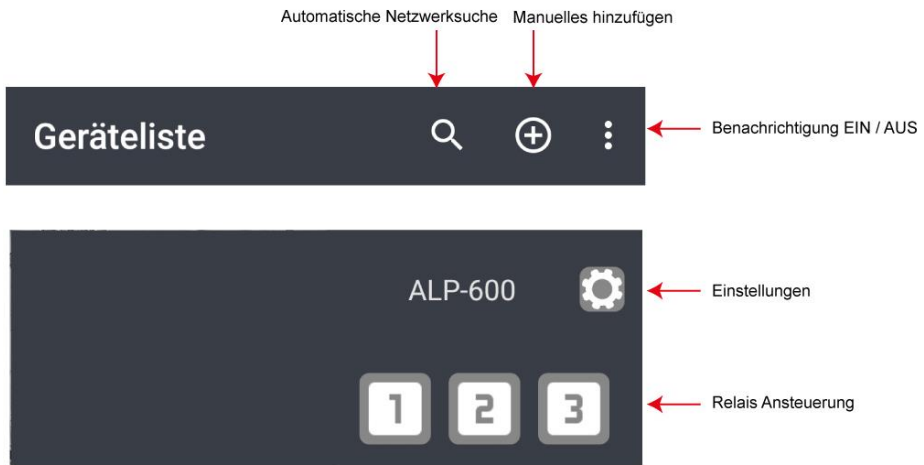 Automatische Netzwerksuche
Manuelles hinzufügen
Geräteliste
Benachrichtigung EIN / AUS
ALP-600
Einstellungen
1 2 3
Relais Ansteuerung